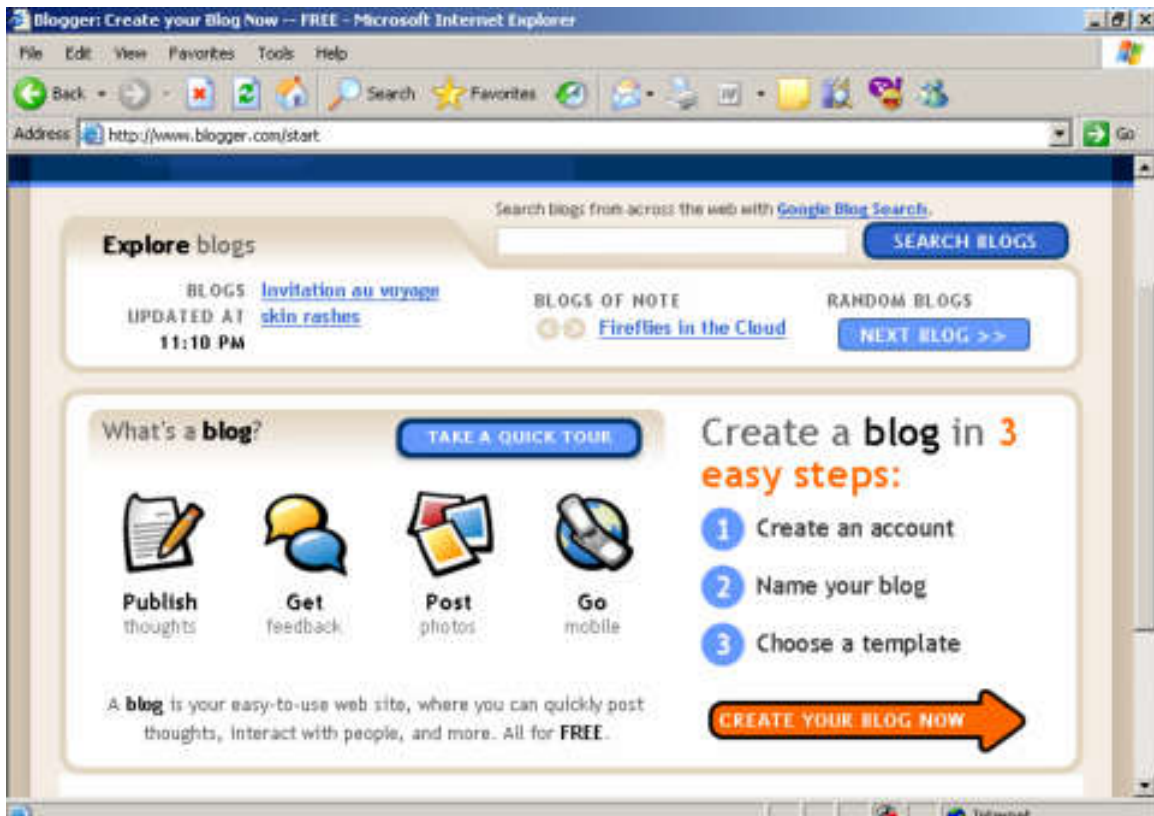 Blogger: Create your Blog Now -- FREE - Microsoft Internet Explorer
File Edit View Favorites Tools Help
Back Search Favorites
Address http://www.blogger.com/start Go
Search blogs from across the web with Google Blog Search.
Explore blogs
SEARCH BLOGS
BLOGS UPDATED AT 11:10 PM
Invitation au voyage
skin rashes
BLOGS OF NOTE
Fireflies in the Cloud
RANDOM BLOGS
NEXT BLOG >>
What's a blog?
TAKE A QUICK TOUR
Publish thoughts
Get feedback
Post photos
Go mobile
A blog is your easy-to-use web site, where you can quickly post
thoughts, interact with people, and more. All for FREE.
Create a blog in 3
easy steps:
1 Create an account
2 Name your blog
3 Choose a template
CREATE YOUR BLOG NOW
Internet